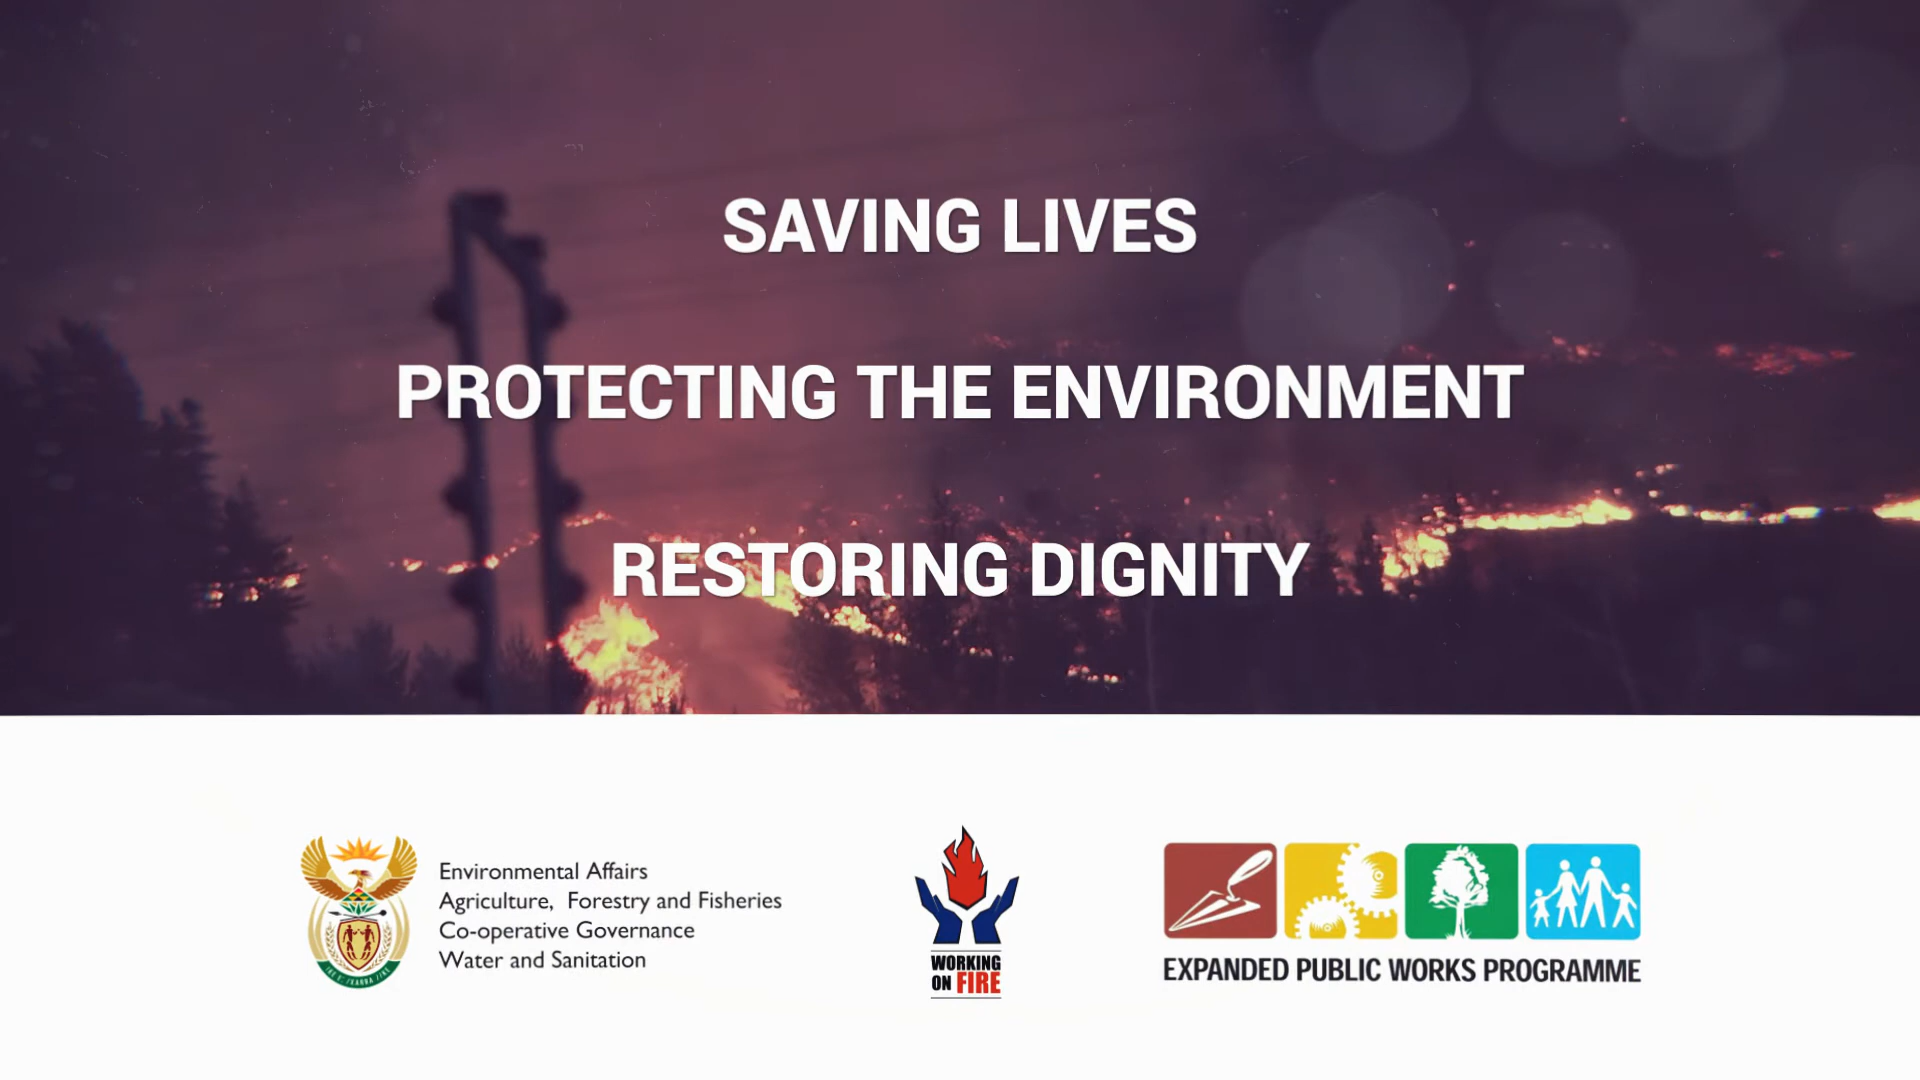 SAVING LIVES
PROTECTING THE ENVIRONMENT
RESTORING DIGNITY
Environmental Affairs
Agriculture, Forestry and Fisheries
Co-operative Governance
Water and Sanitation
WORKING
ON FIRE
EXPANDED PUBLIC WORKS PROGRAMME